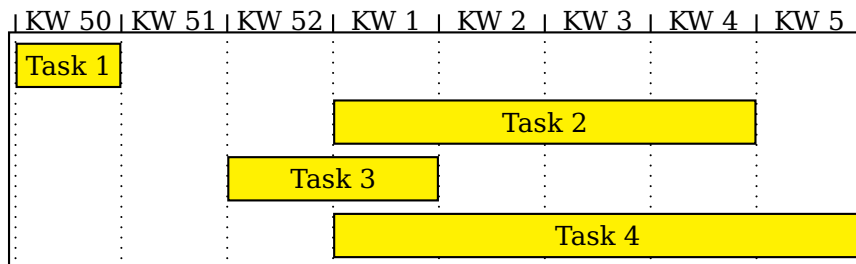 KW 50 KW 51 KW 52 KW 1 KW 2 KW 3 KW 4 KW 5
Task 1
Task 2
Task 3
Task 4